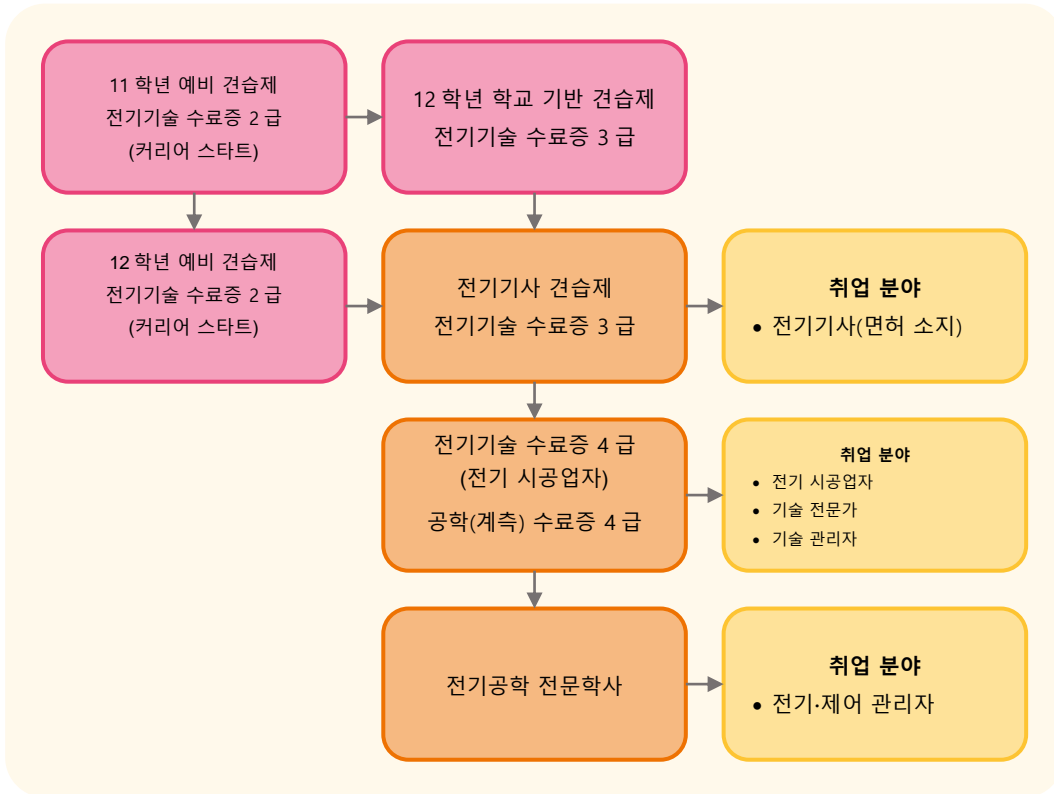 11 학년 예비 견습제
전기기술 수료증 2 급
(커리어 스타트)
12 학년 학교 기반 견습제
전기기술 수료증 3 급
12 학년 예비 견습제
전기기술 수료증 2 급
(커리어 스타트)
전기기사 견습제
전기기술 수료증 3 급
취업 분야
• 전기기사(면허 소지)
전기기술 수료증 4 급
(전기 시공업자)
공학(계측) 수료증 4 급
취업 분야
• 전기 시공업자
• 기술 전문가
• 기술 관리자
전기공학 전문학사
취업 분야
• 전기·제어 관리자